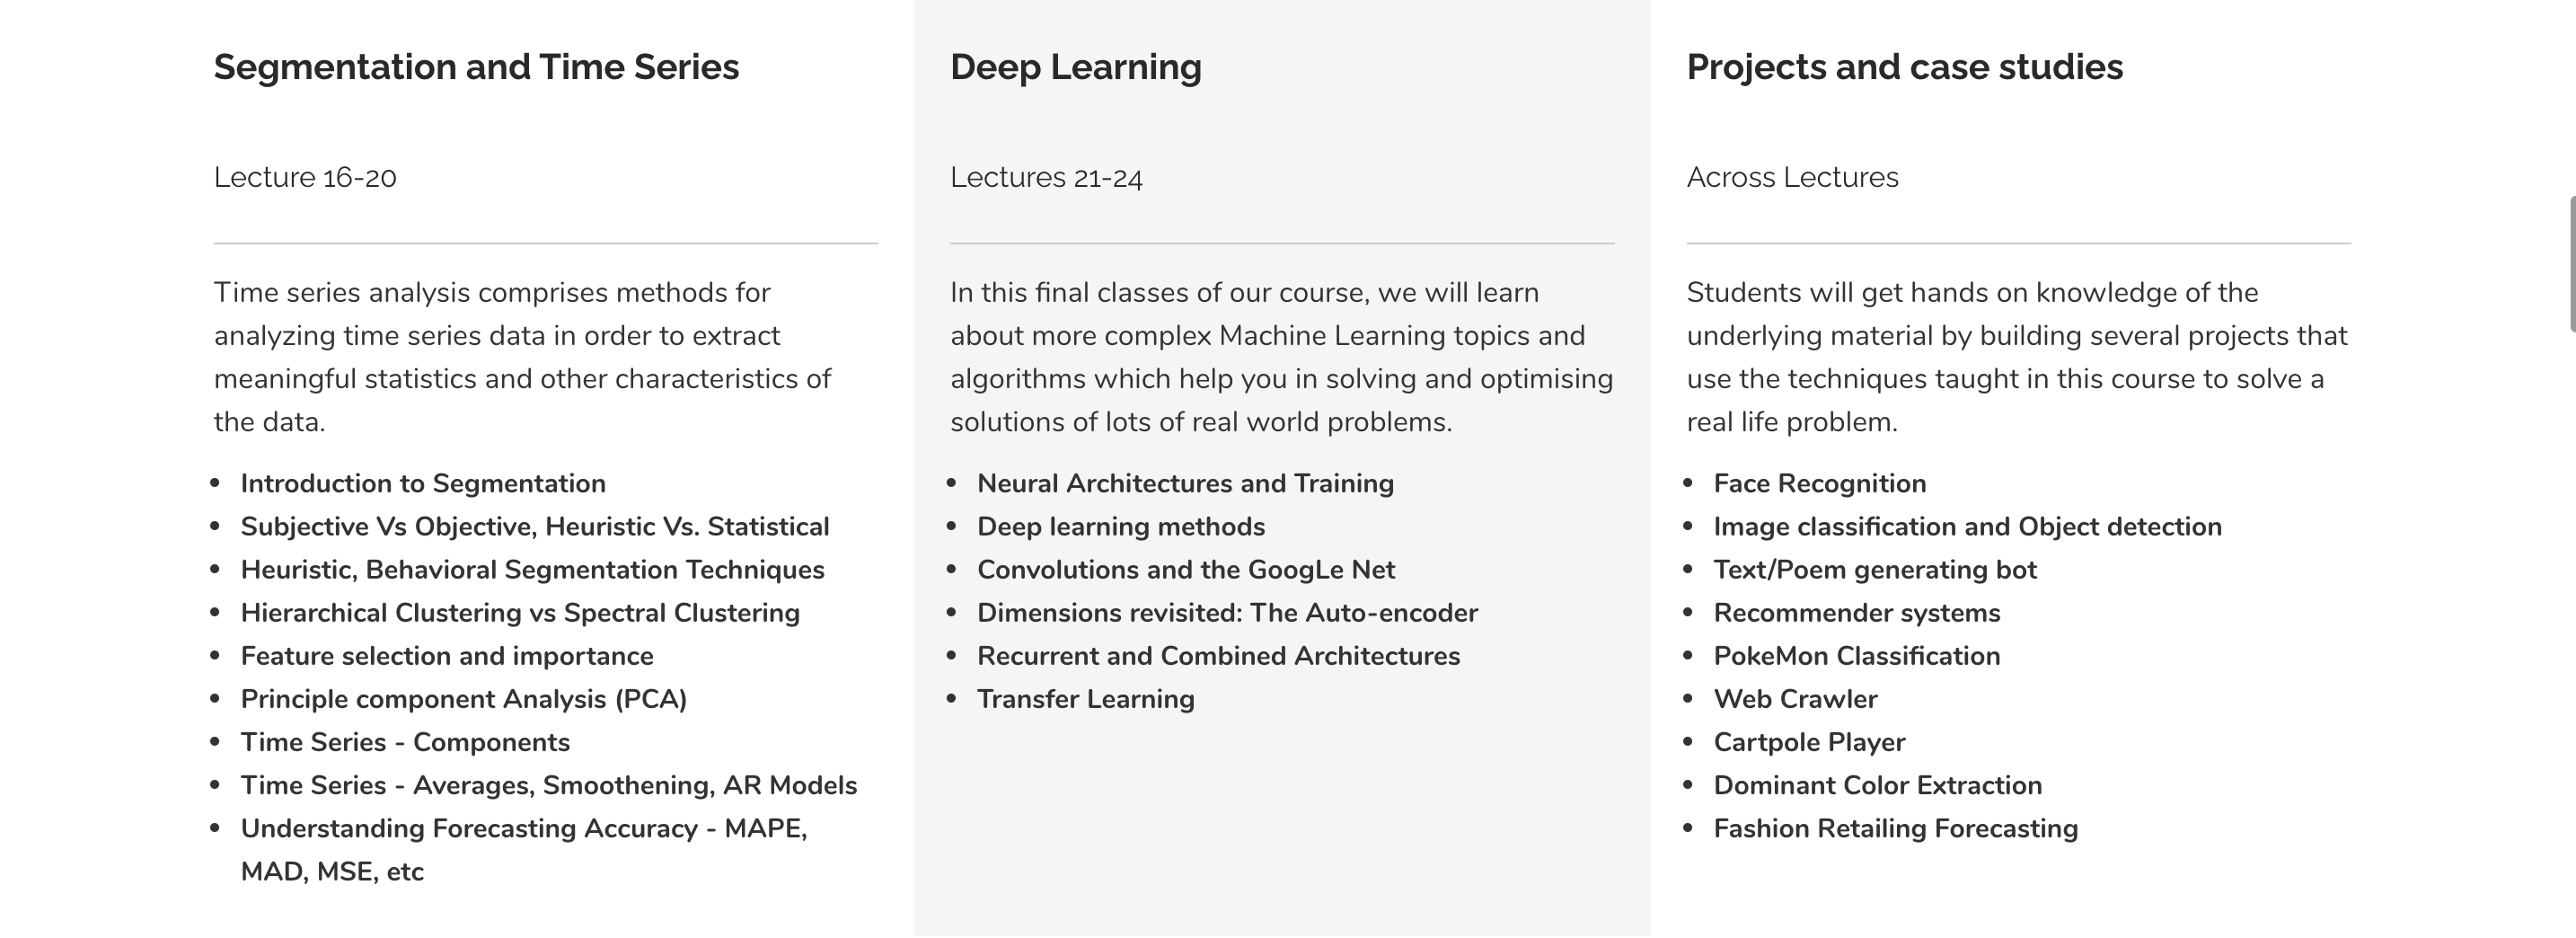 Segmentation and Time Series
Lecture 16-20
Time series analysis comprises methods for
analyzing time series data in order to extract
meaningful statistics and other characteristics of
the data.
• Introduction to Segmentation
• Subjective Vs Objective, Heuristic Vs. Statistical
• Heuristic, Behavioral Segmentation Techniques
• Hierarchical Clustering vs Spectral Clustering
• Feature selection and importance
• Principle component Analysis (PCA)
• Time Series - Components
• Time Series - Averages, Smoothening, AR Models
• Understanding Forecasting Accuracy - MAPE,
MAD, MSE, etc
Deep Learning
Lectures 21-24
In this final classes of our course, we will learn
about more complex Machine Learning topics and
algorithms which help you in solving and optimising
solutions of lots of real world problems.
• Neural Architectures and Training
• Deep learning methods
• Convolutions and the GoogLe Net
• Dimensions revisited: The Auto-encoder
• Recurrent and Combined Architectures
• Transfer Learning
Projects and case studies
Across Lectures
Students will get hands on knowledge of the
underlying material by building several projects that
use the techniques taught in this course to solve a
real life problem.
• Face Recognition
• Image classification and Object detection
• Text/Poem generating bot
• Recommender systems
• PokeMon Classification
• Web Crawler
• Cartpole Player
• Dominant Color Extraction
• Fashion Retailing Forecasting